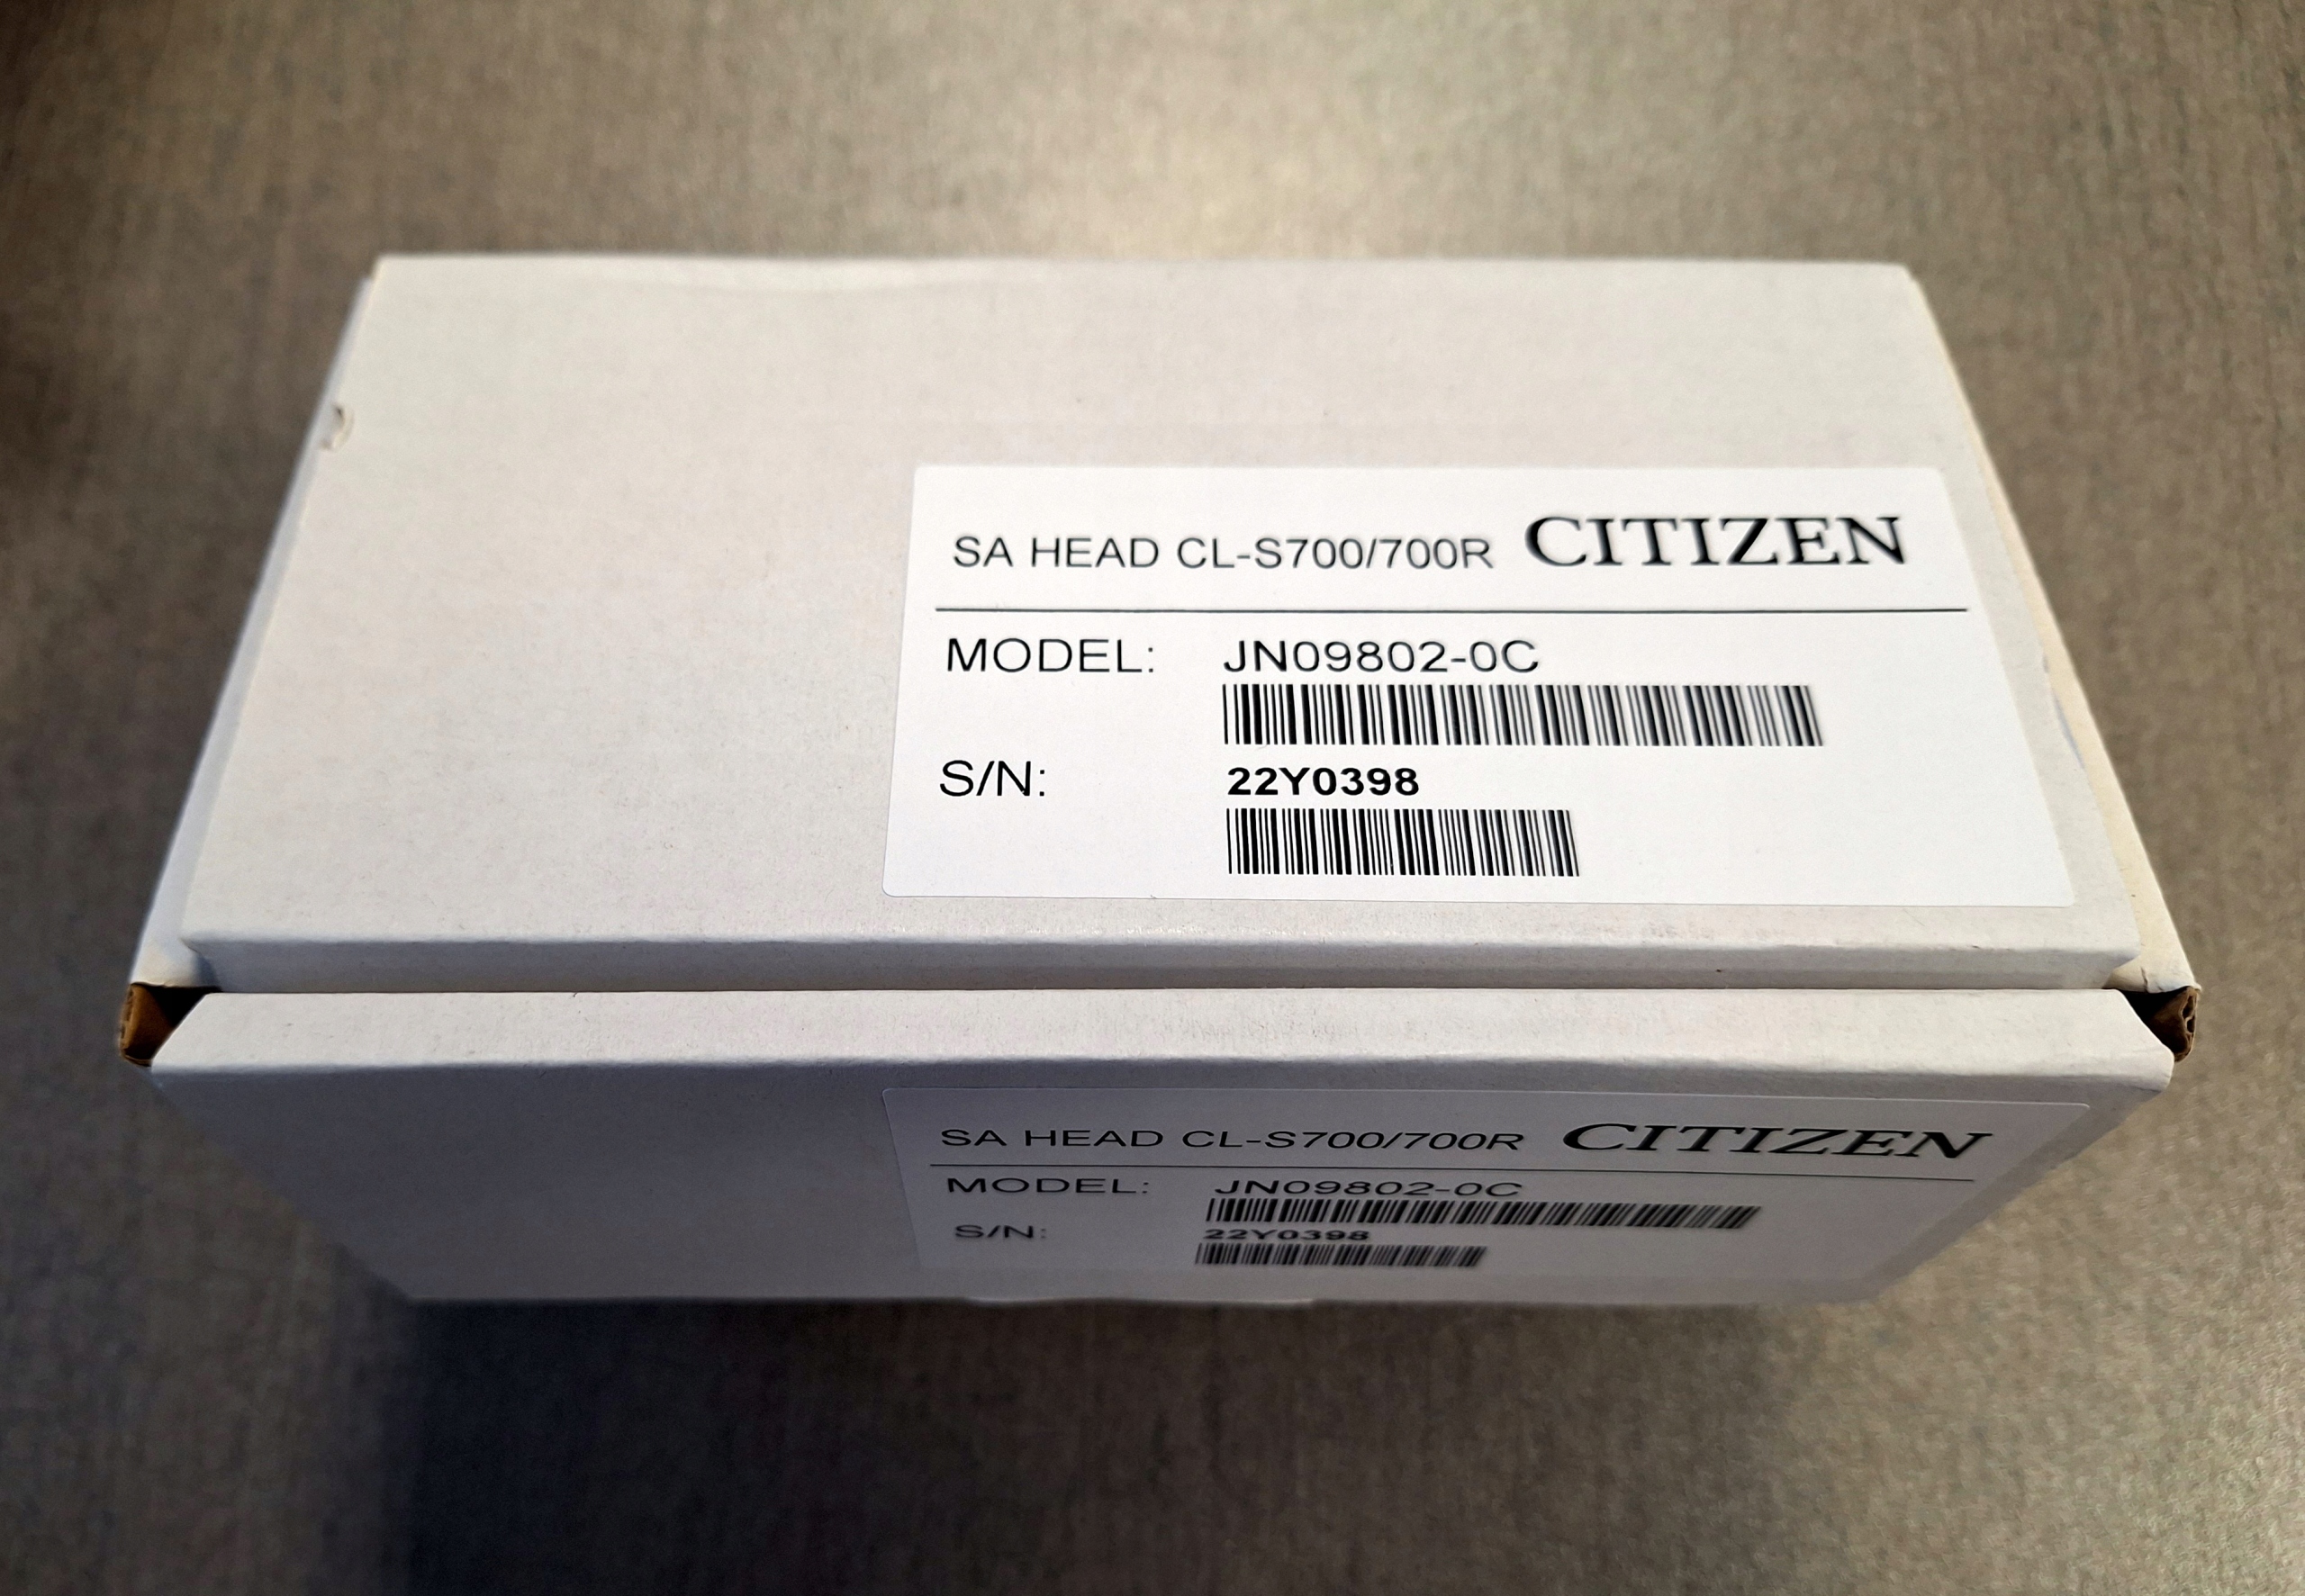 SA HEAD CL-S700/700R CITIZEN
MODEL: JN09802-0C
S/N: 22Y0398
SA HEAD CL-S700/700R CITIZEN
MODEL: JN09802-0C
S/N: 22Y0398